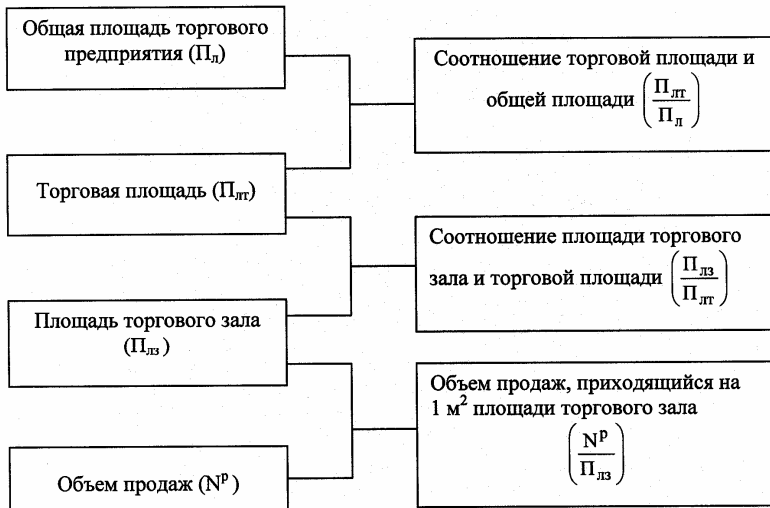 Общая площадь торгового
предприятия (Пл)
Соотношение торговой площади и
общей площади (Плт/Пл)
Торговая площадь (Плт)
Соотношение площади торгового
зала и торговой площади (Плз/Плт)
Площадь торгового зала
(Плз)
Объем продаж, приходящийся на
1 м² площади торгового зала
(Nᵖ/Плз)
Объем продаж (Nᵖ)